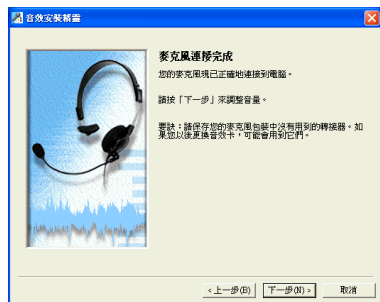 音效安裝精靈
麥克風連接完成
您的麥克風現已正確地連接到電腦。
請按「下一步」來調整音量。
要訣：請保存您的麥克風包裝中沒有用到的轉接器。如
果您以後更換音效卡，可能會用到它們。
<上一步(B)
下一步(N)>
取消